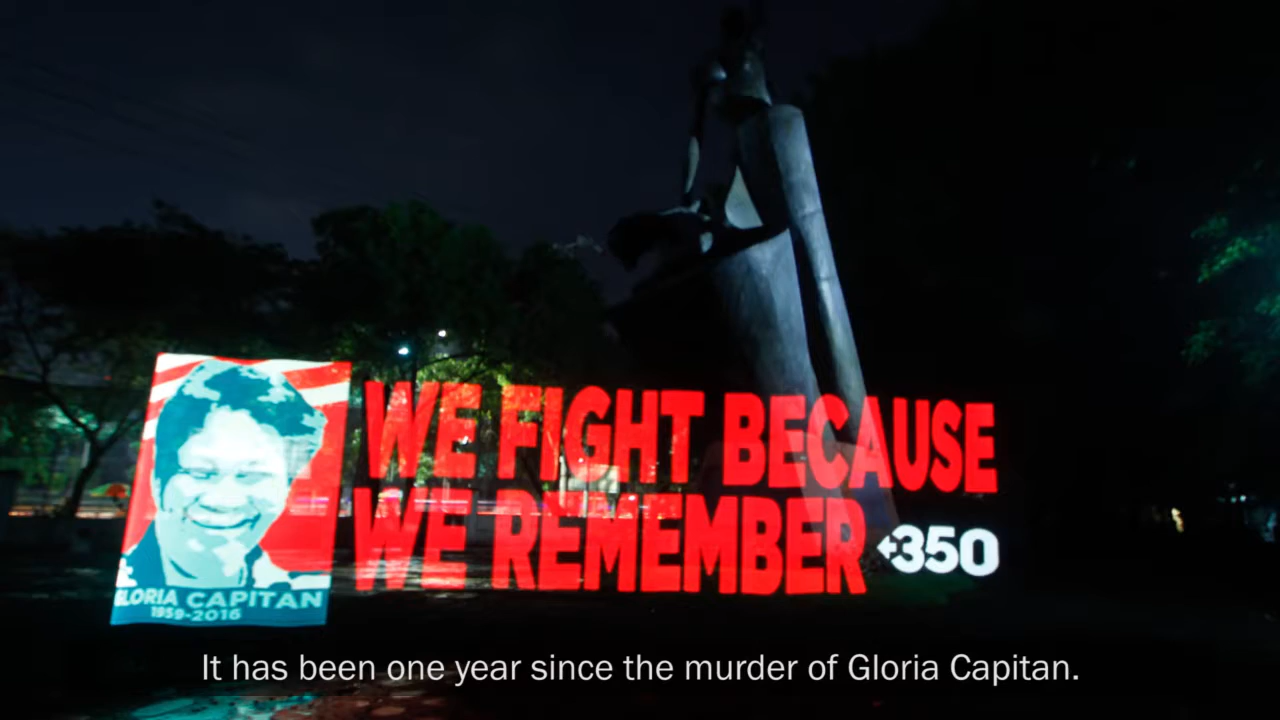 WE FIGHT BECAUSE
WE REMEMBER
350
GLORIA CAPITAN
1959-2016
It has been one year since the murder of Gloria Capitan.